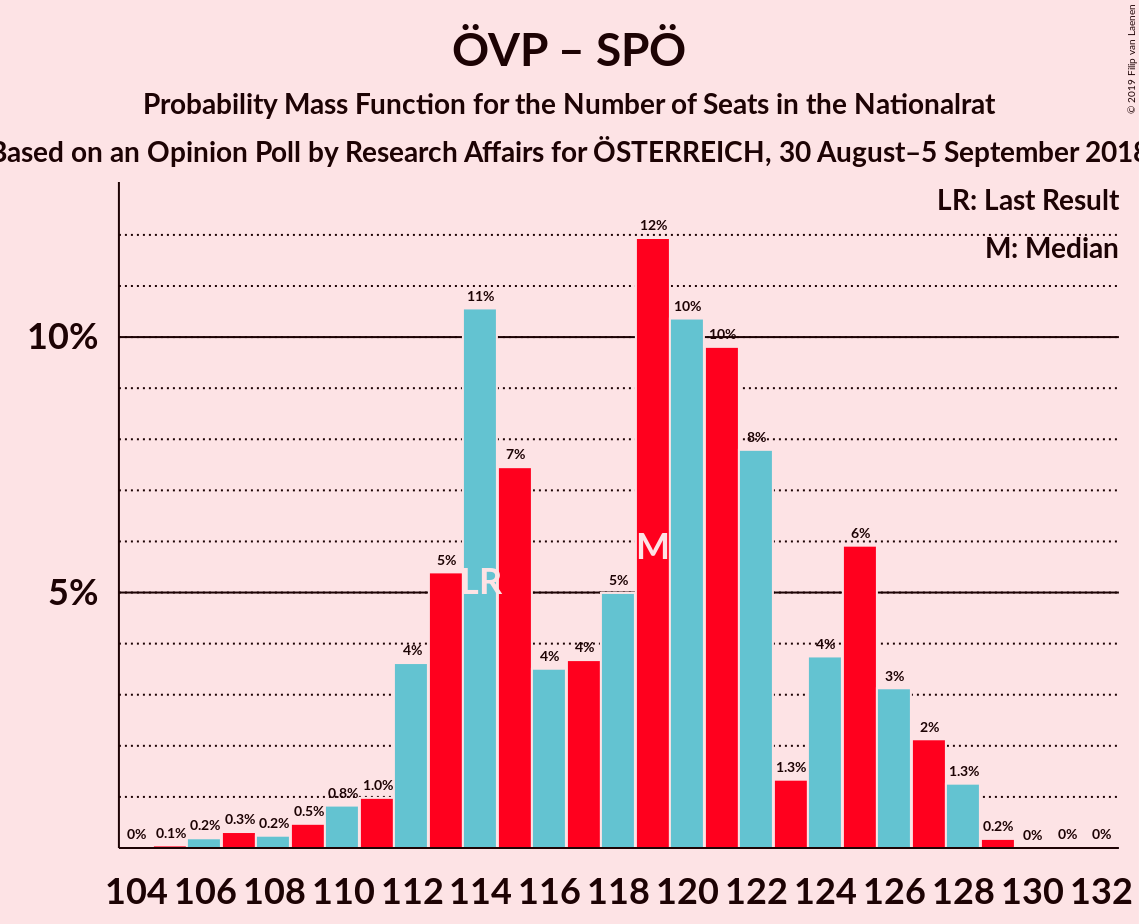 ÖVP – SPÖ
Probability Mass Function for the Number of Seats in the Nationalrat
Based on an Opinion Poll by Research Affairs for ÖSTERREICH, 30 August–5 September 2018
© 2019 Filip van Laenen
LR: Last Result
M: Median
10%
5%
0% 0.1% 0.2% 0.3% 0.2% 0.5% 0.8% 1.0% 4% 5% 11% 7% 4% 4% 5% 12% 10% 10% 8% 1.3% 4% 6% 3% 2% 1.3% 0.2% 0% 0% 0%
LR
M
104 106 108 110 112 114 116 118 120 122 124 126 128 130 132